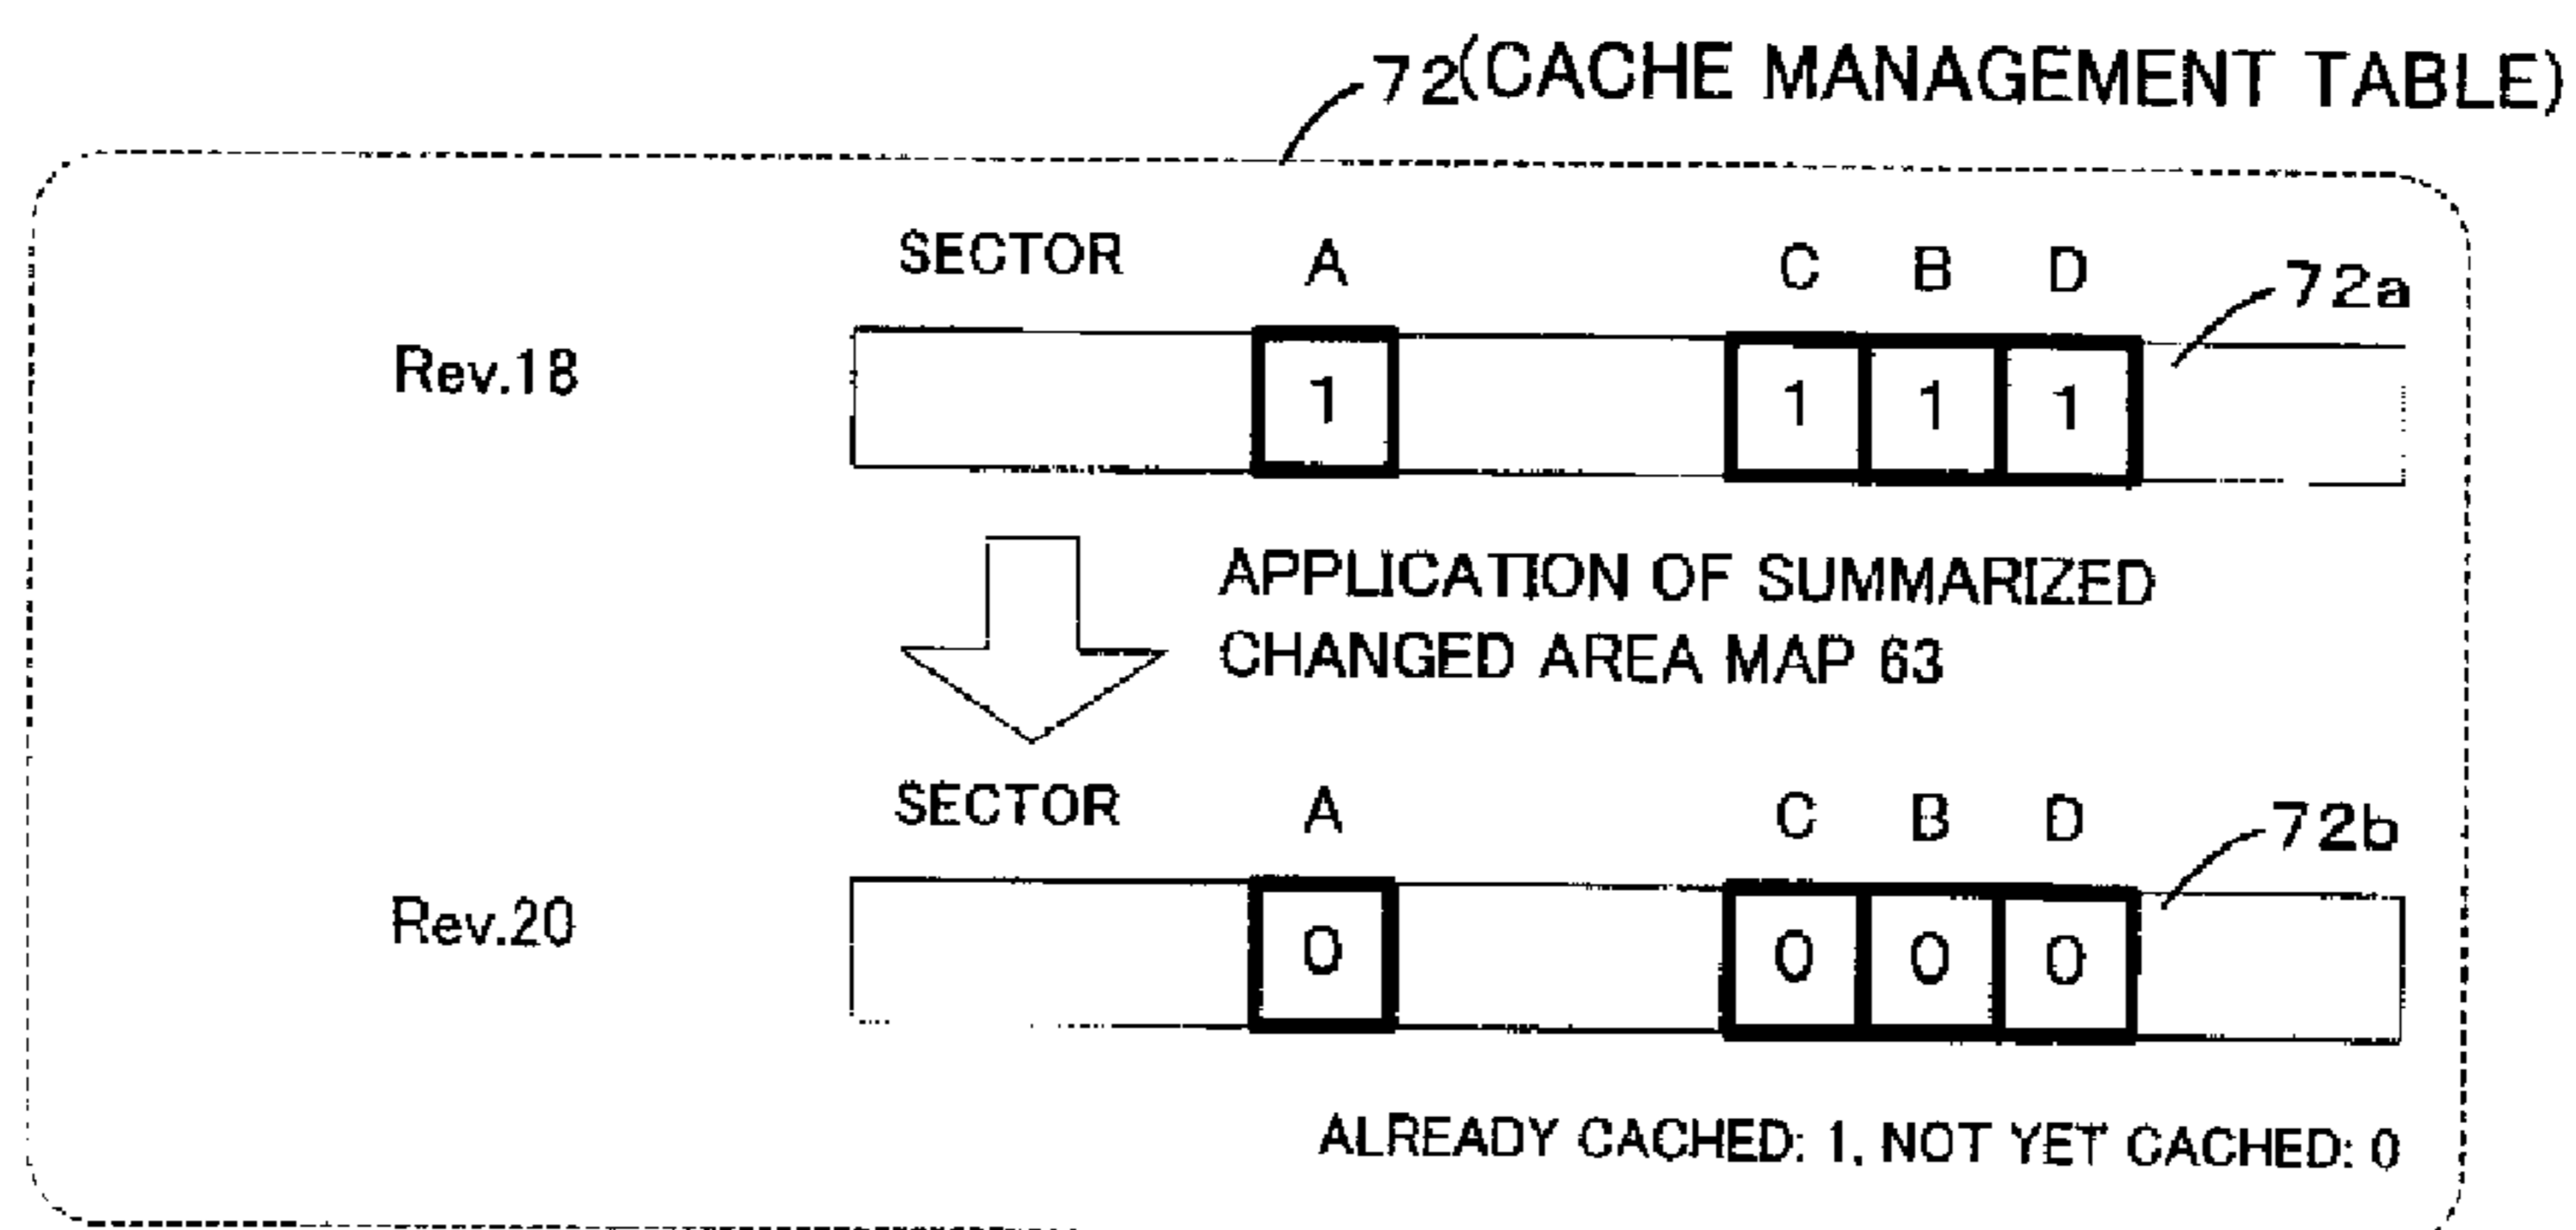 72(CACHE MANAGEMENT TABLE)
SECTOR A C B D
72a
Rev.18 1 1 1 1
APPLICATION OF SUMMARIZED
CHANGED AREA MAP 63
SECTOR A C B D
72b
Rev.20 0 0 0 0
ALREADY CACHED: 1, NOT YET CACHED: 0